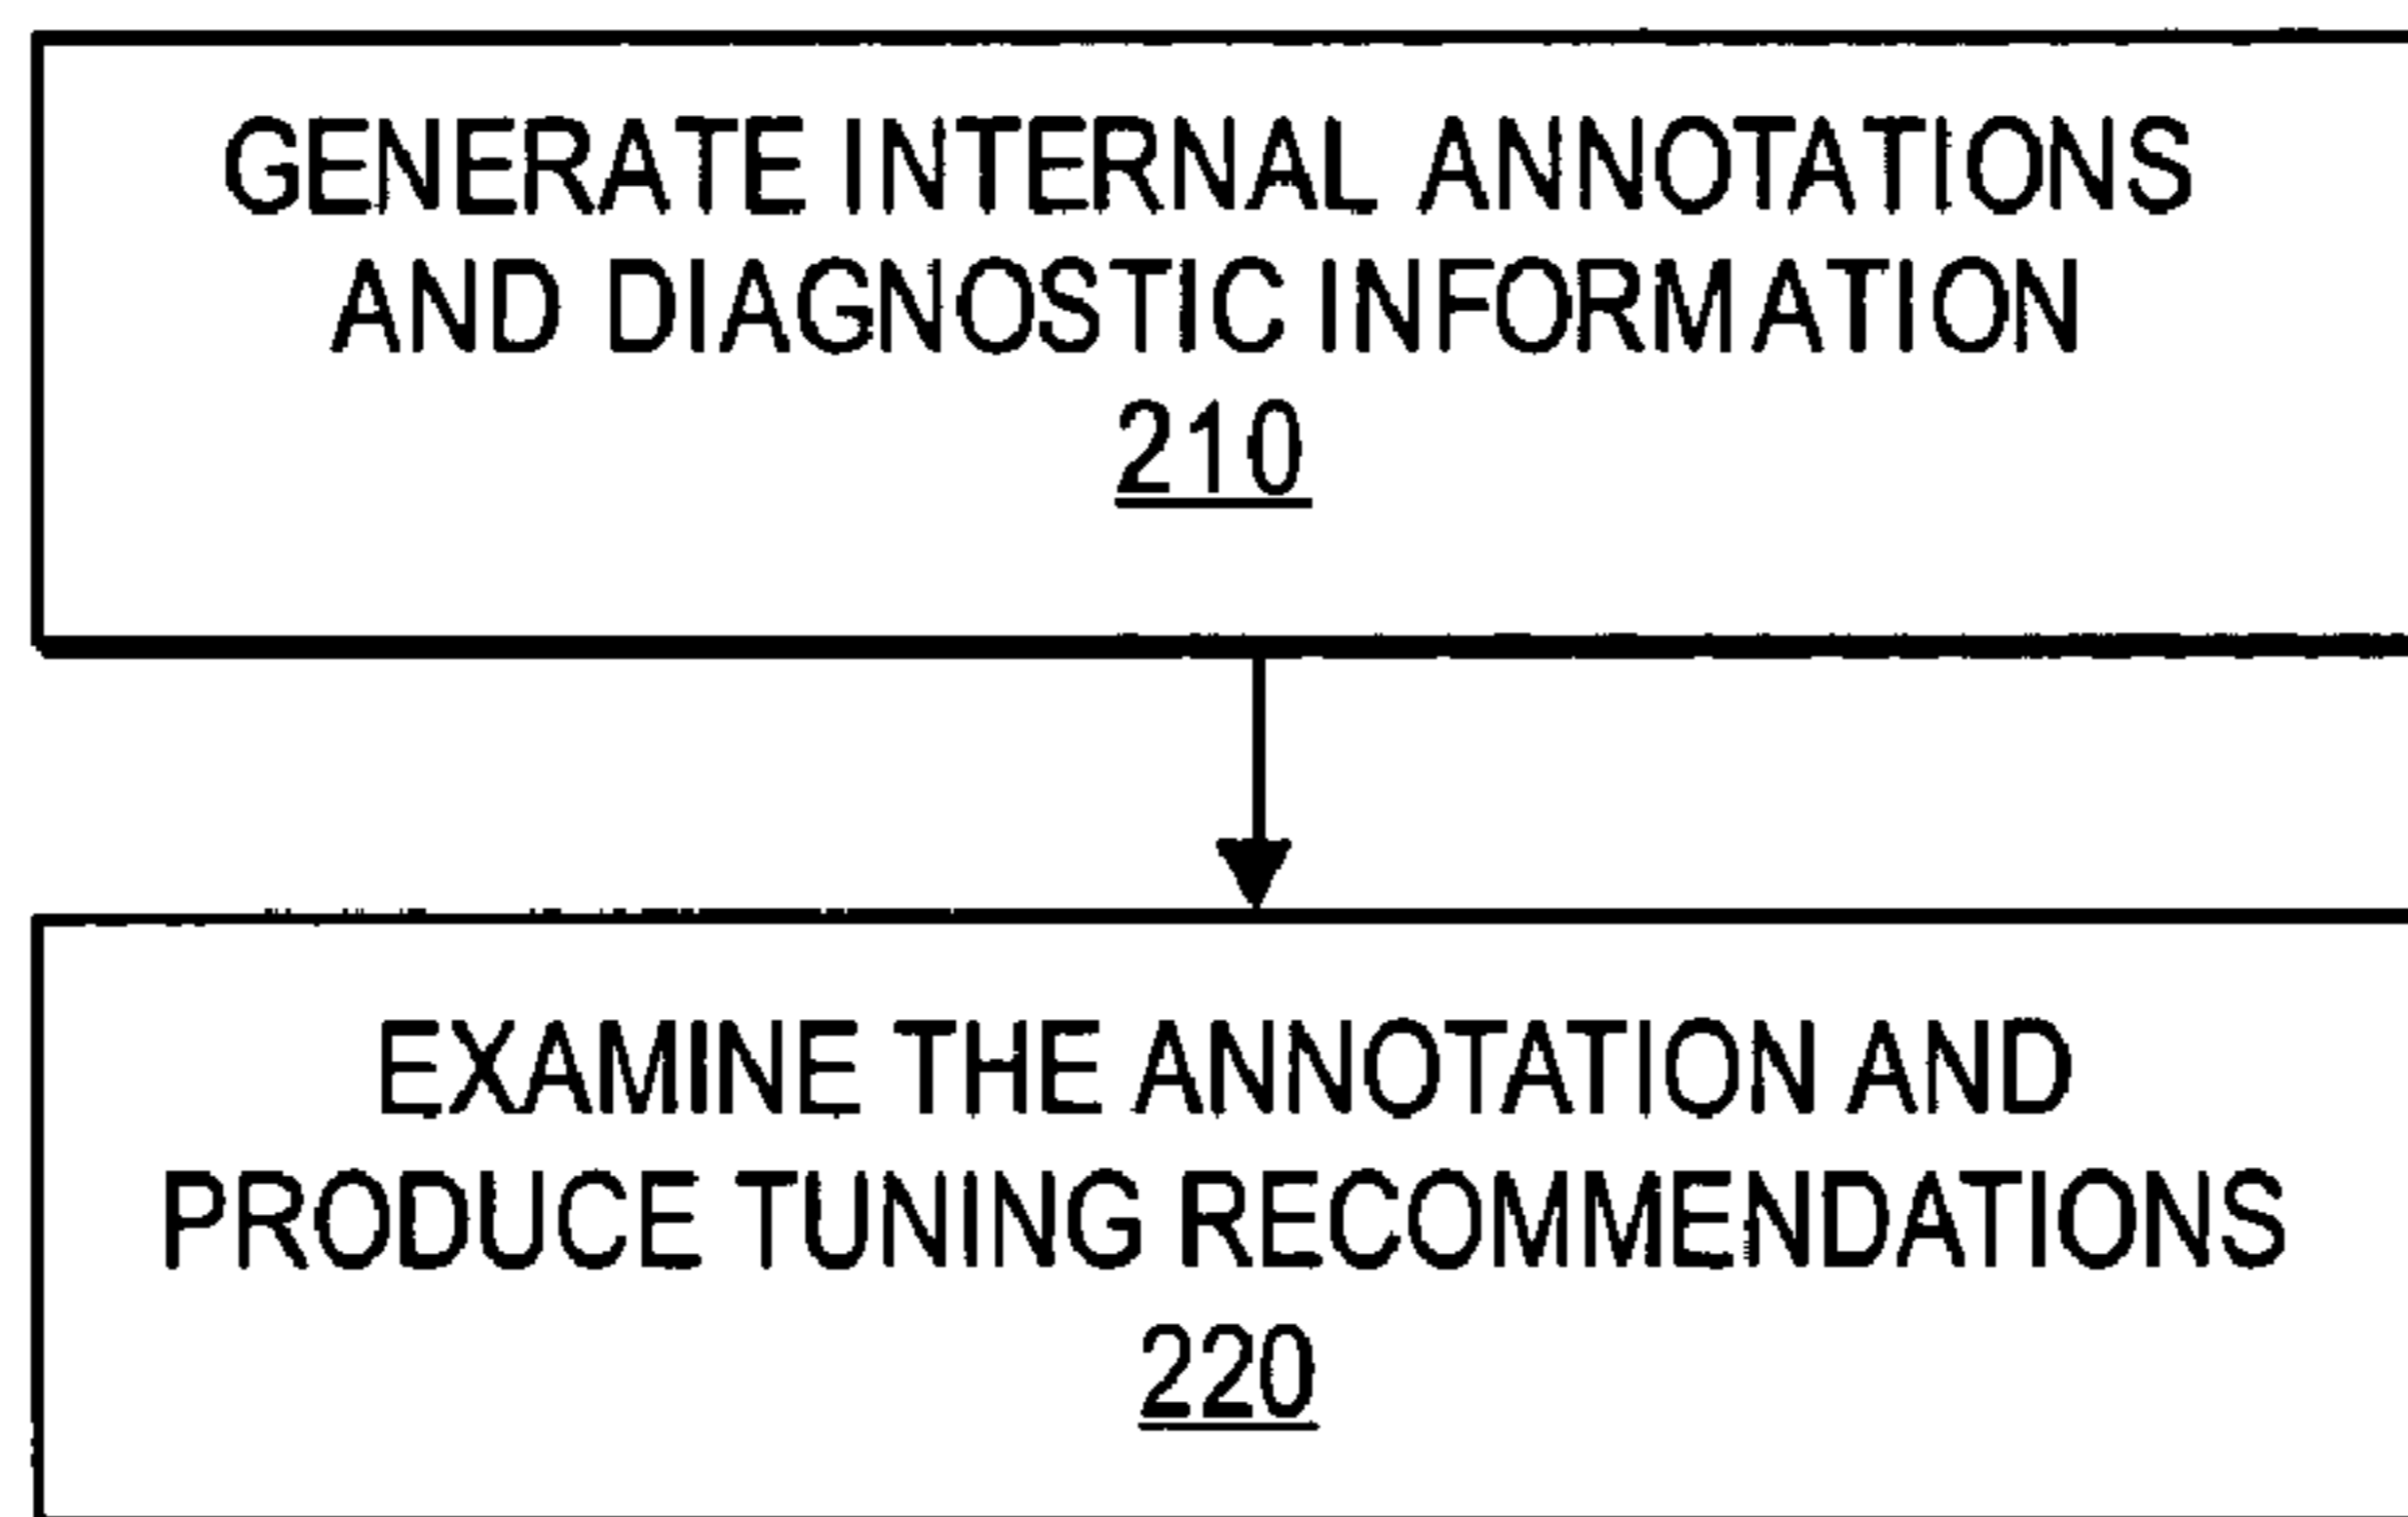 GENERATE INTERNAL ANNOTATIONS
AND DIAGNOSTIC INFORMATION
210
EXAMINE THE ANNOTATION AND
PRODUCE TUNING RECOMMENDATIONS
220